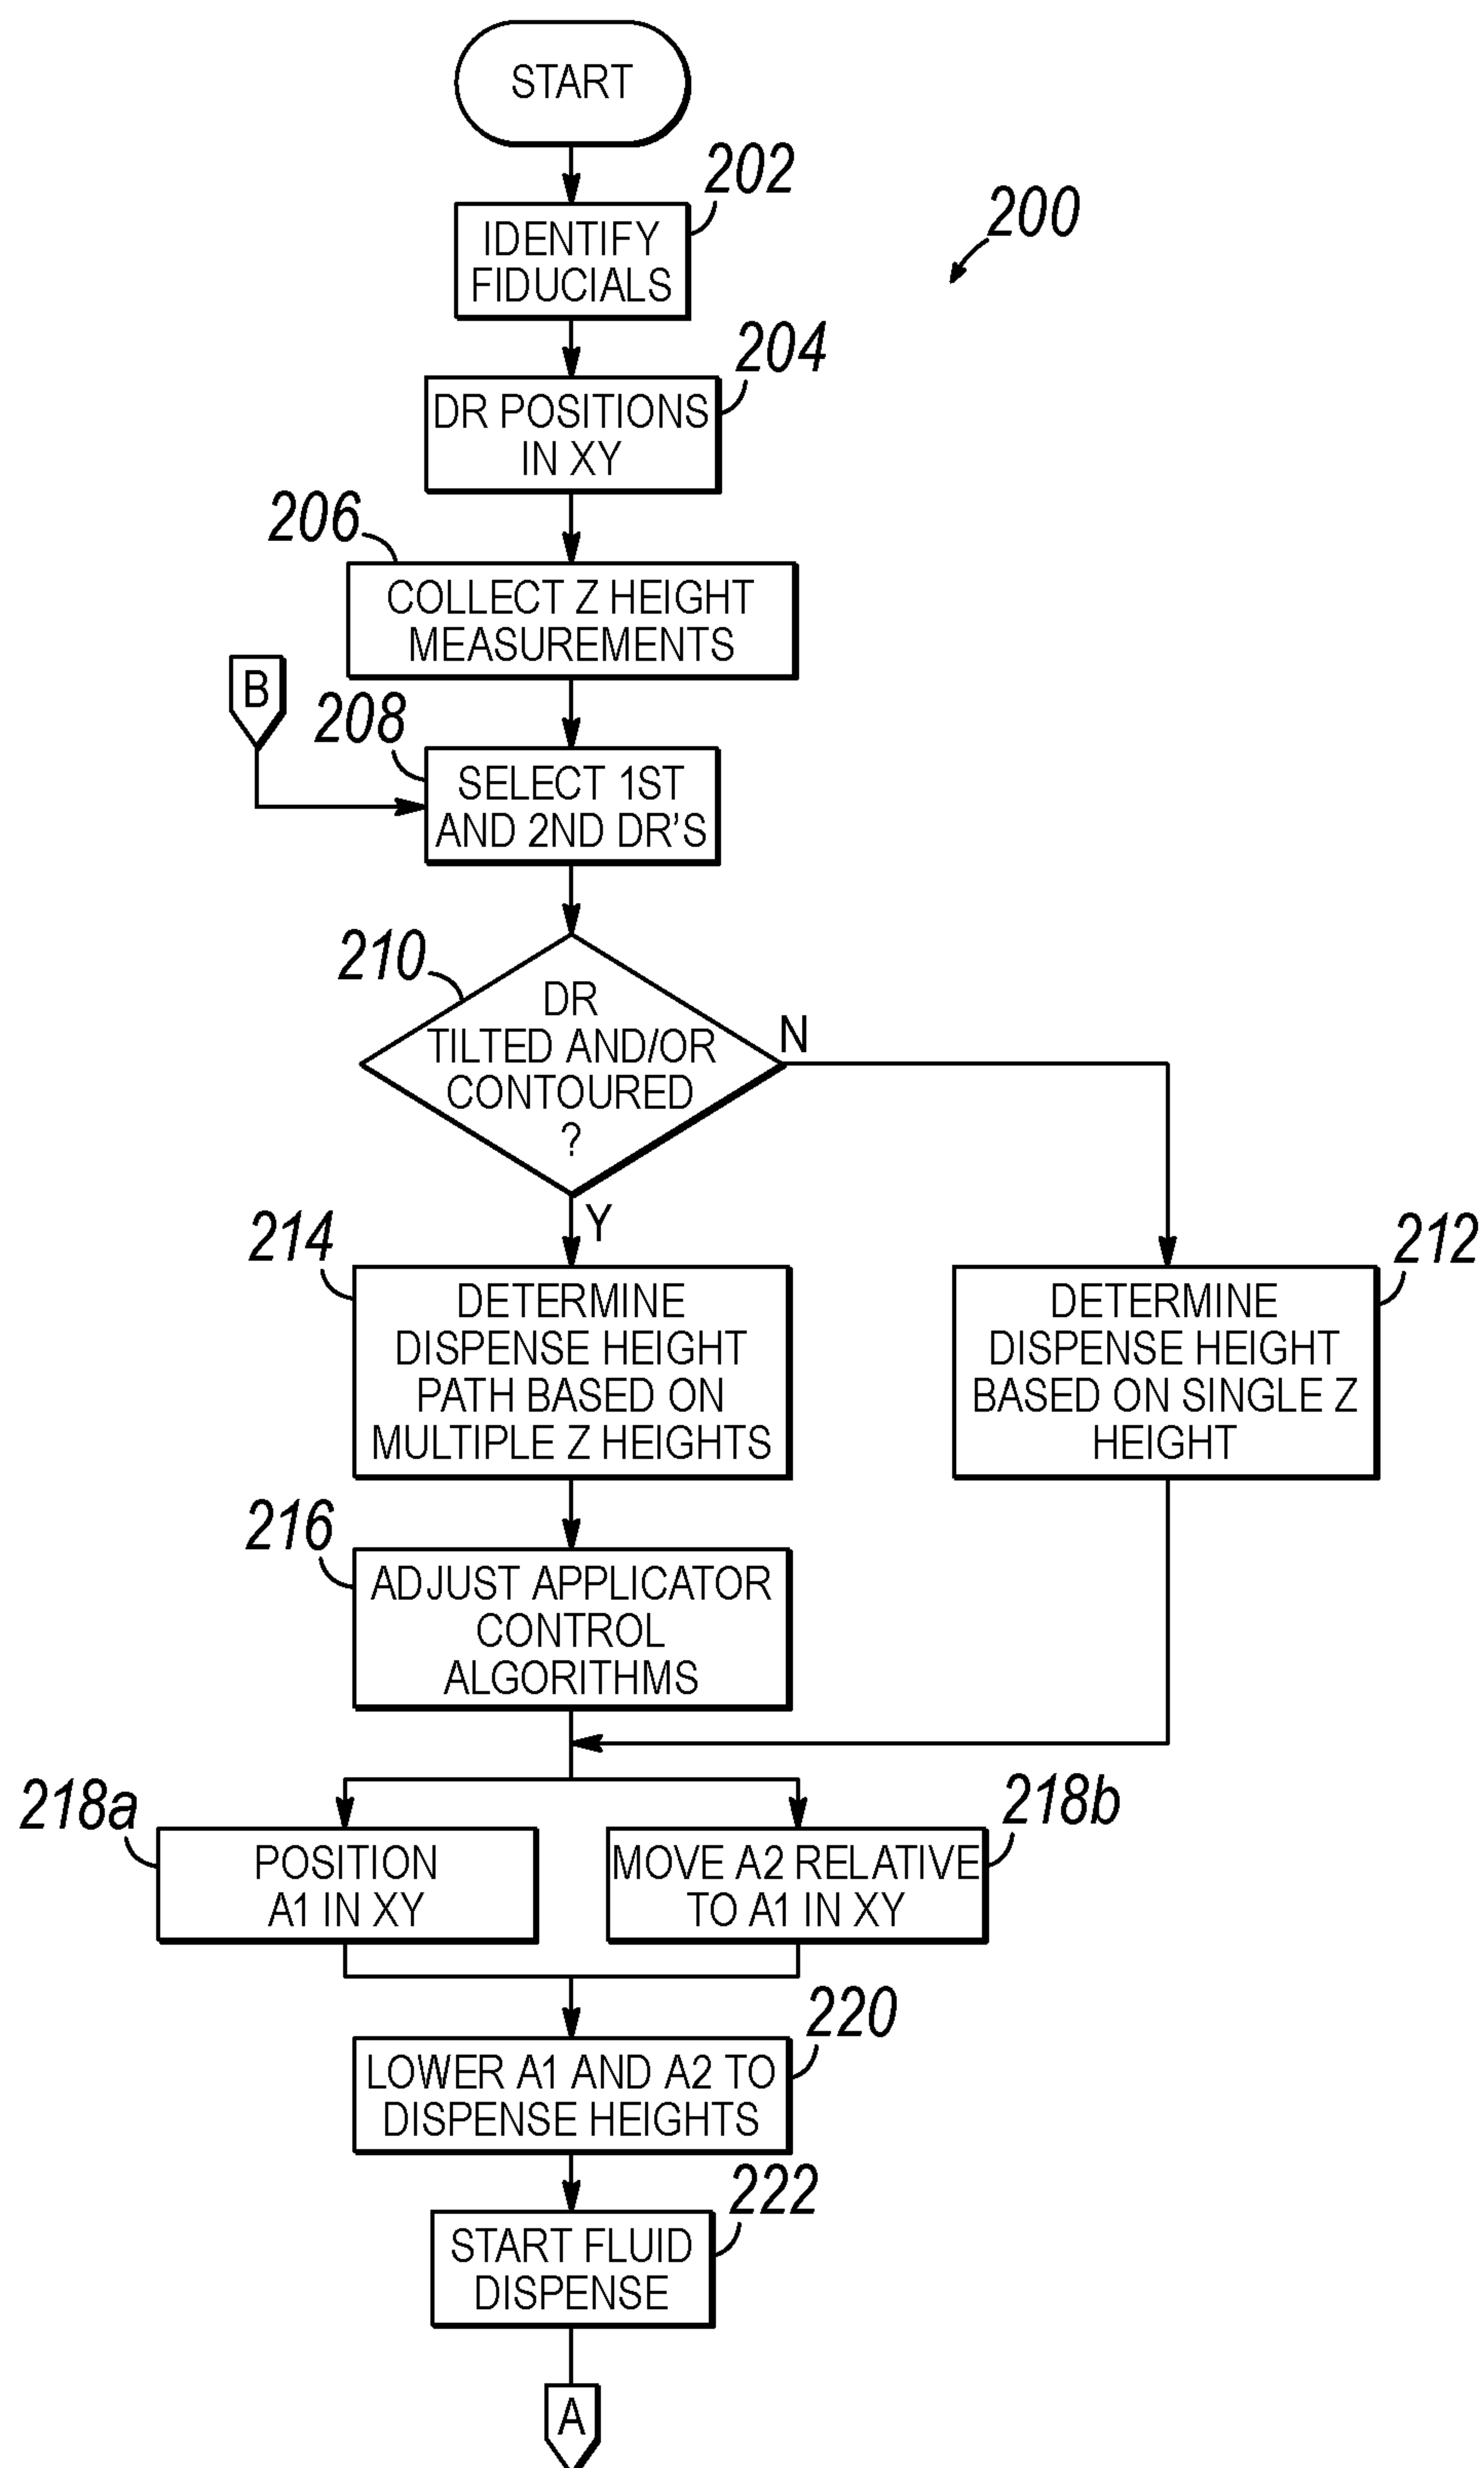 START
202
200
IDENTIFY
FIDUCIALS
204
DR POSITIONS
IN XY
206
COLLECT Z HEIGHT
MEASUREMENTS
B
208
SELECT 1ST
AND 2ND DR'S
210
DR
TILTED AND/OR
CONTOURED
?
N
Y
214
DETERMINE
DISPENSE HEIGHT
PATH BASED ON
MULTIPLE Z HEIGHTS
212
DETERMINE
DISPENSE HEIGHT
BASED ON SINGLE Z
HEIGHT
216
ADJUST APPLICATOR
CONTROL
ALGORITHMS
218a
POSITION
A1 IN XY
218b
MOVE A2 RELATIVE
TO A1 IN XY
220
LOWER A1 AND A2 TO
DISPENSE HEIGHTS
222
START FLUID
DISPENSE
A